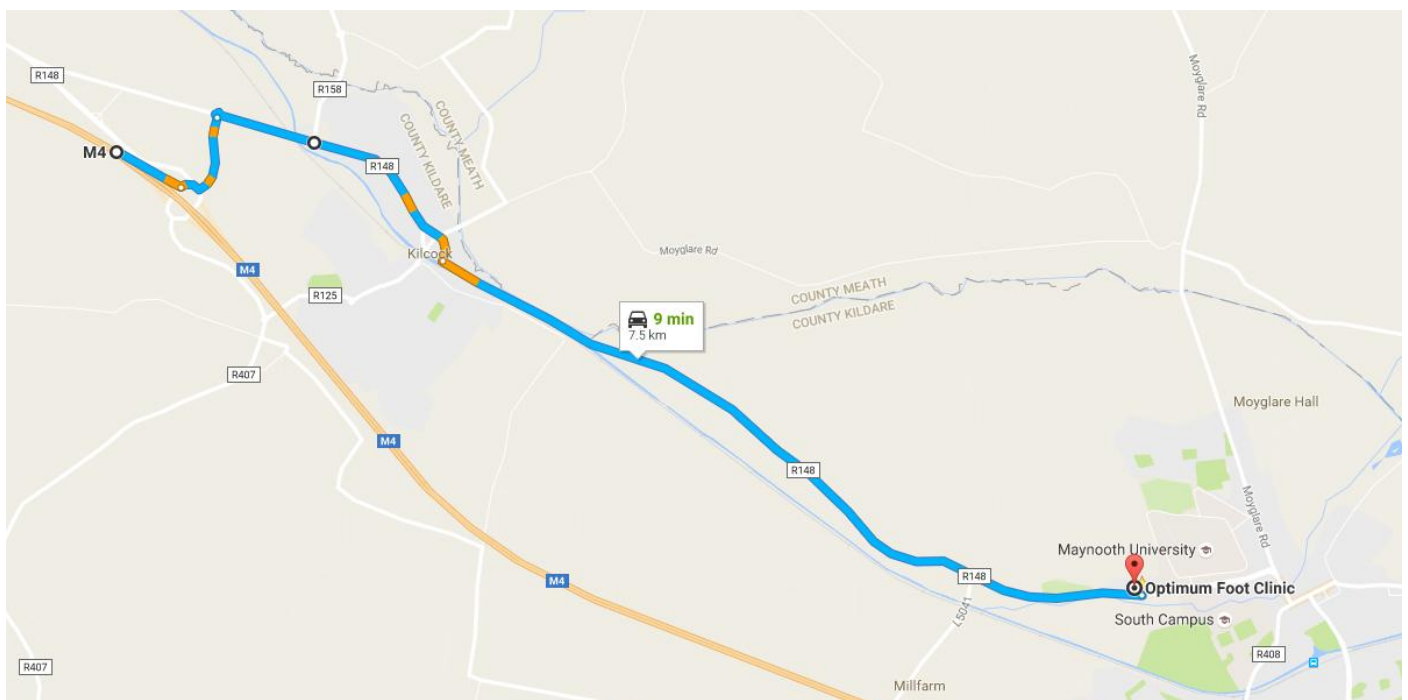 R148
Moyglare Rd
R158
COUNTY MEATH
COUNTY KILDARE
M4
R148
Kilcock
Moyglare Rd
M4
R125
COUNTY MEATH
COUNTY KILDARE
9 min
7.5 km
R407
Moyglare Hall
M4
R148
Moyglare Rd
Maynooth University
M4
R148
Optimum Foot Clinic
L5041
South Campus
R408
R407
Millfarm